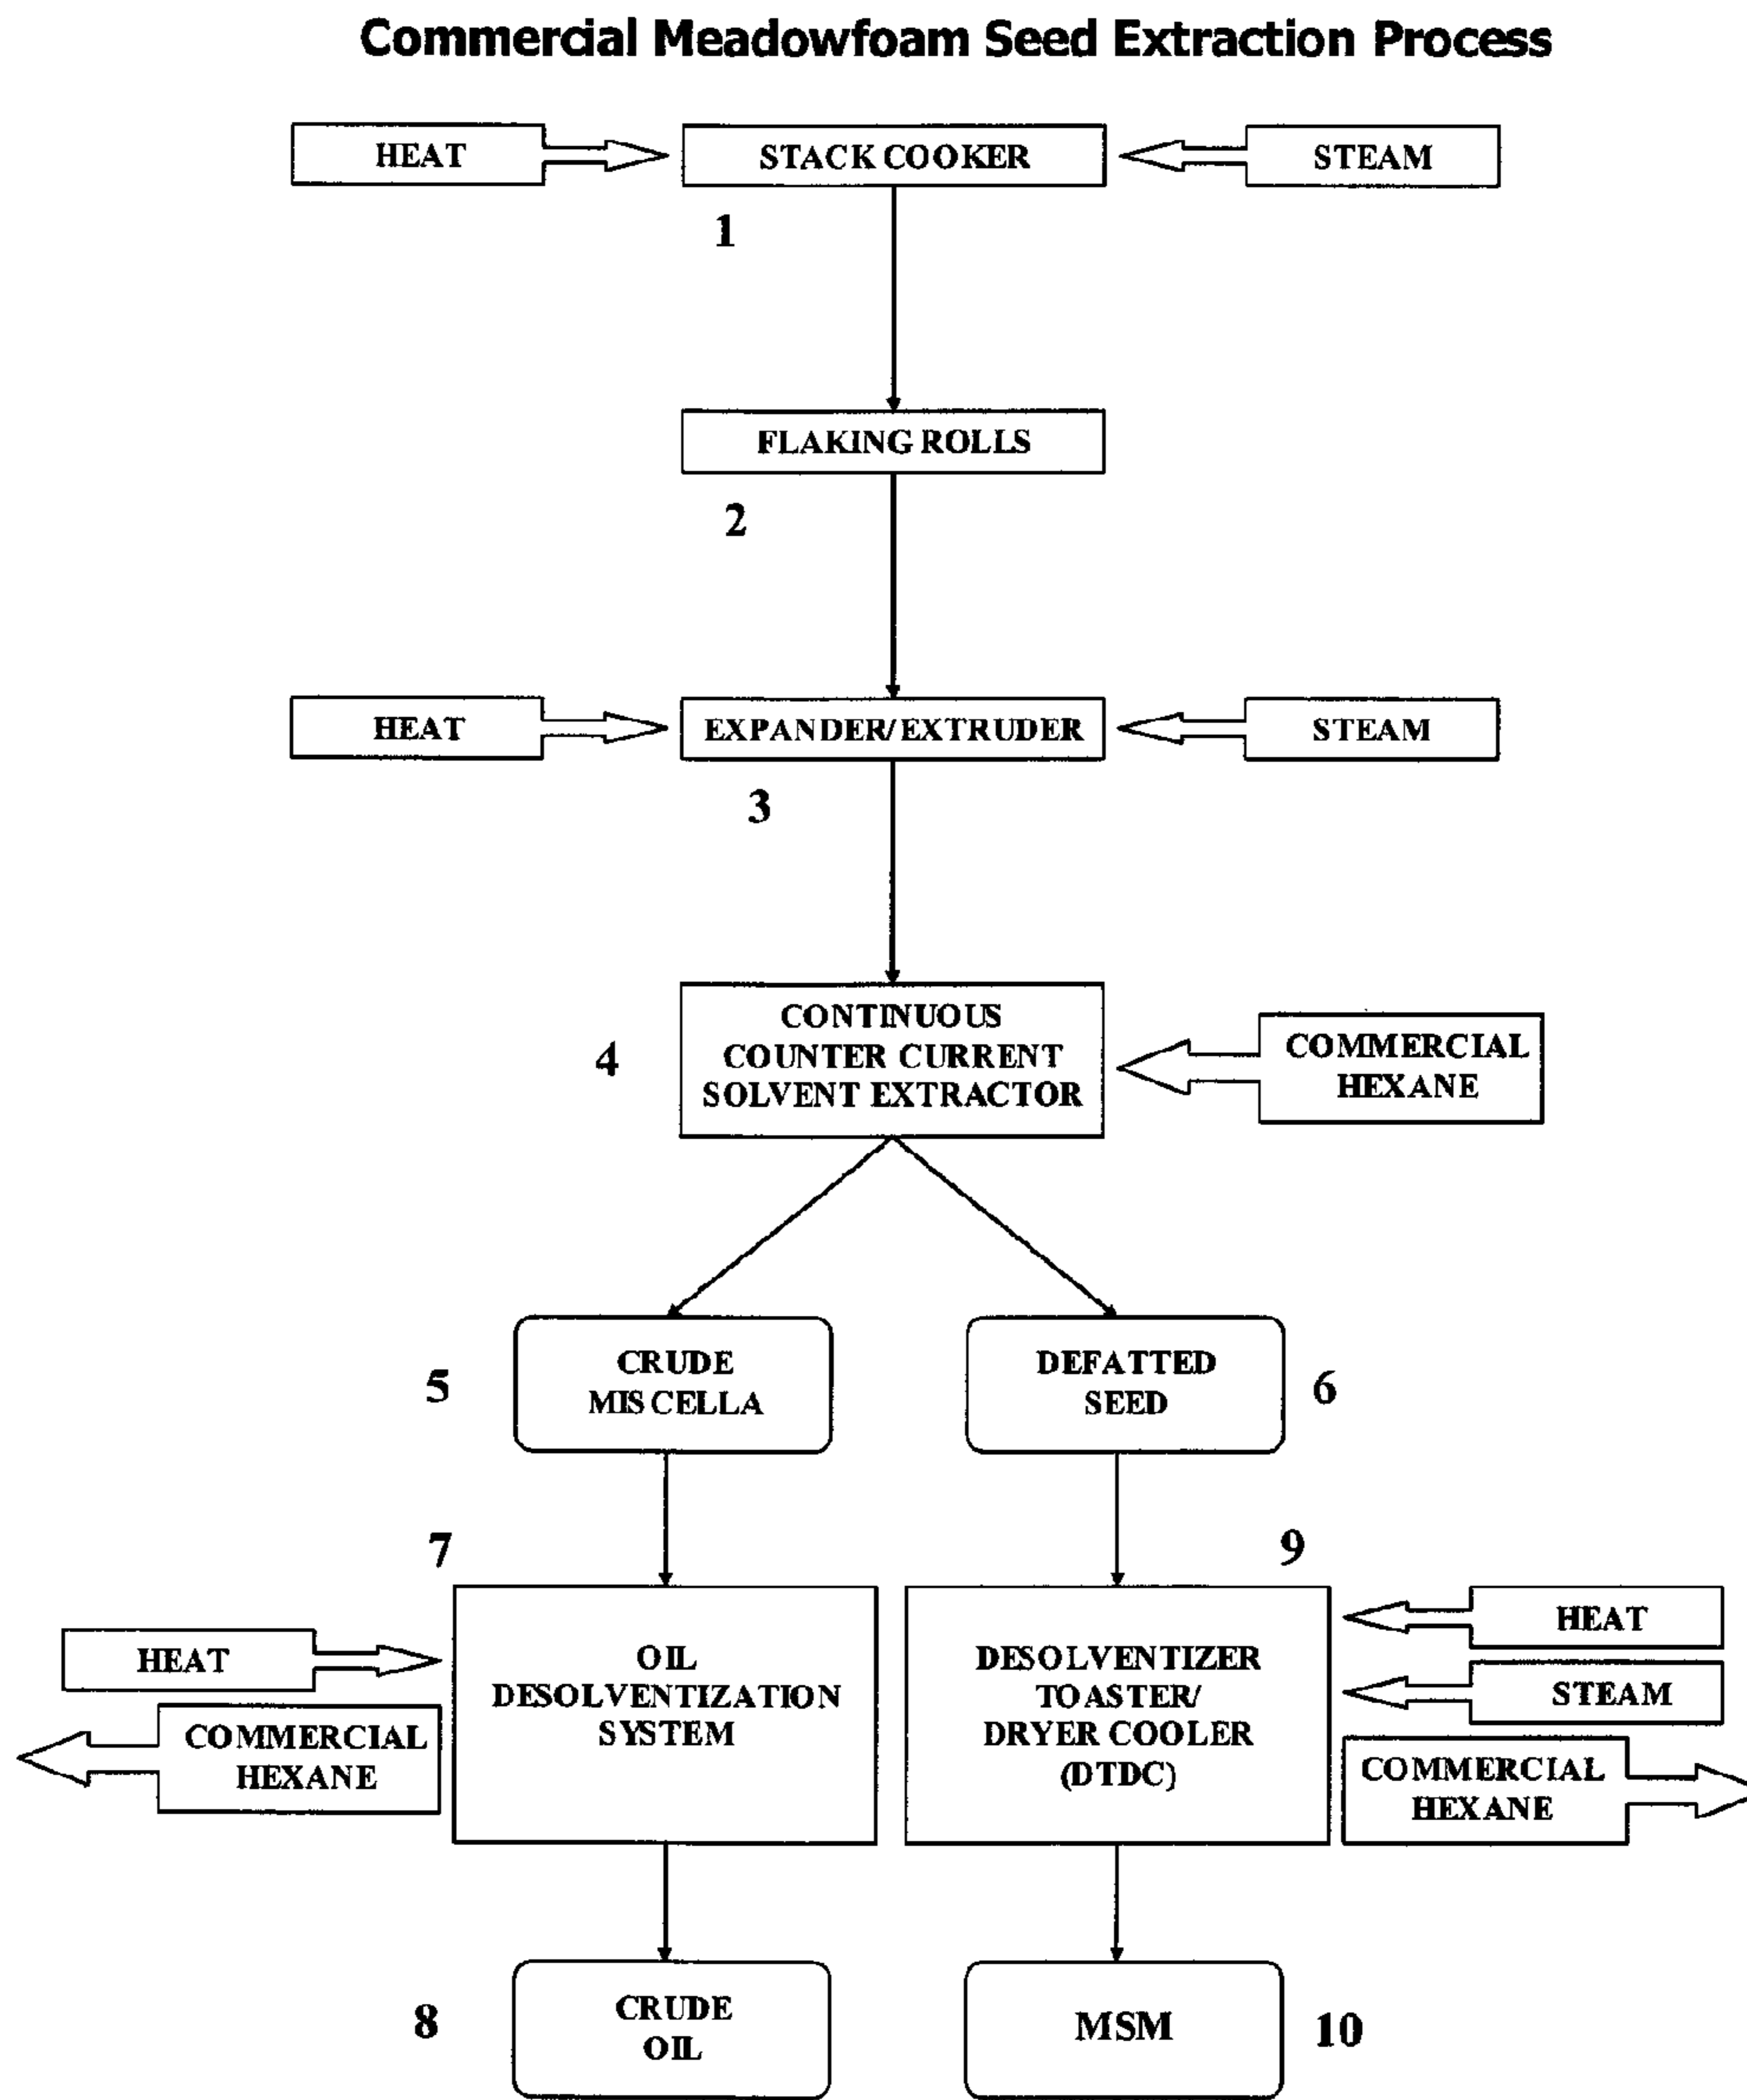 Commercial Meadowfoam Seed Extraction Process
HEAT
STACK COOKER
STEAM
1
FLAKING ROLLS
2
HEAT
EXPANDER/EXTRUDER
STEAM
3
CONTINUOUS
COUNTER CURRENT
SOLVENT EXTRACTOR
4
COMMERCIAL
HEXANE
5
CRUDE
MISCELLA
DEFATTED
SEED
6
7
OIL
DESOLVENTIZATION
SYSTEM
HEAT
COMMERCIAL
HEXANE
9
DESOLVENTIZER
TOASTER/
DRYER COOLER
(DTDC)
HEAT
STEAM
COMMERCIAL
HEXANE
8
CRUDE
OIL
MSM
10